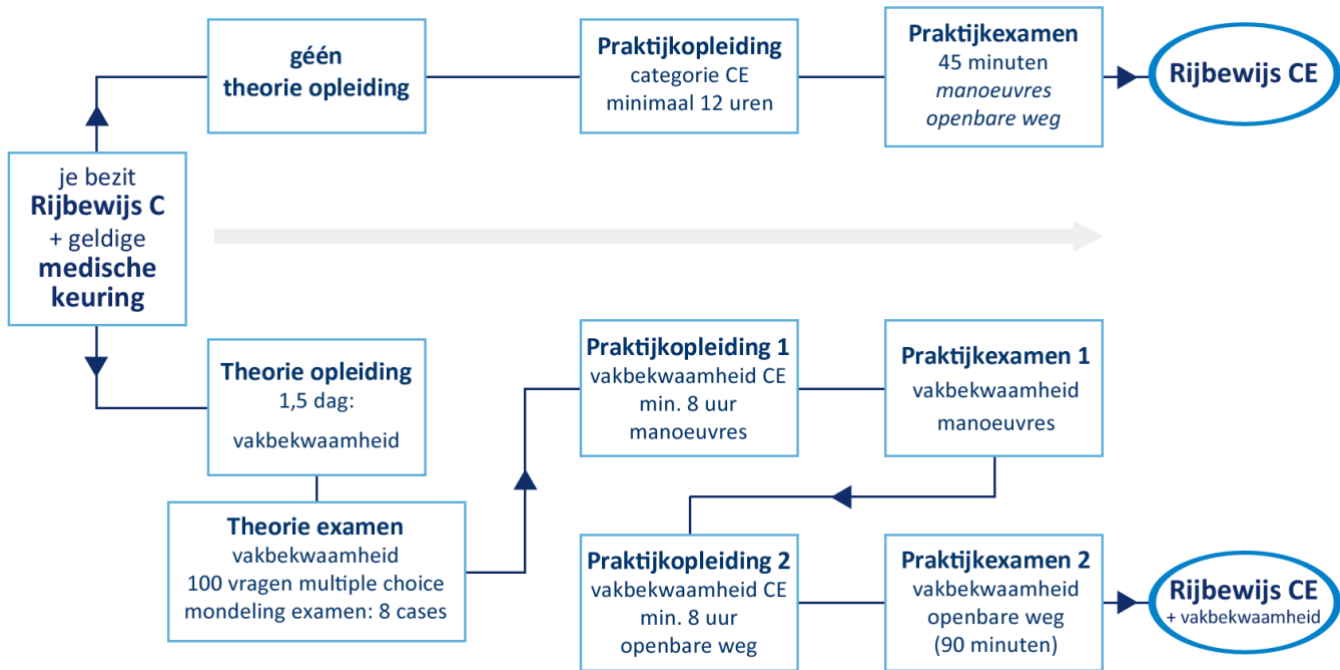 je bezit
Rijbewijs C
+ geldige
medische
keuring
géén
theorie opleiding
Praktijkopleiding
categorie CE
minimaal 12 uren
Praktijkexamen
45 minuten
manoeuvres
openbare weg
Rijbewijs CE
Theorie opleiding
1,5 dag:
vakbekwaamheid
Theorie examen
vakbekwaamheid
100 vragen multiple choice
mondeling examen: 8 cases
Praktijkopleiding 1
vakbekwaamheid CE
min. 8 uur
manoeuvres
Praktijkexamen 1
vakbekwaamheid
manoeuvres
Praktijkopleiding 2
vakbekwaamheid CE
min. 8 uur
openbare weg
Praktijkexamen 2
vakbekwaamheid
openbare weg
(90 minuten)
Rijbewijs CE
+ vakbekwaamheid